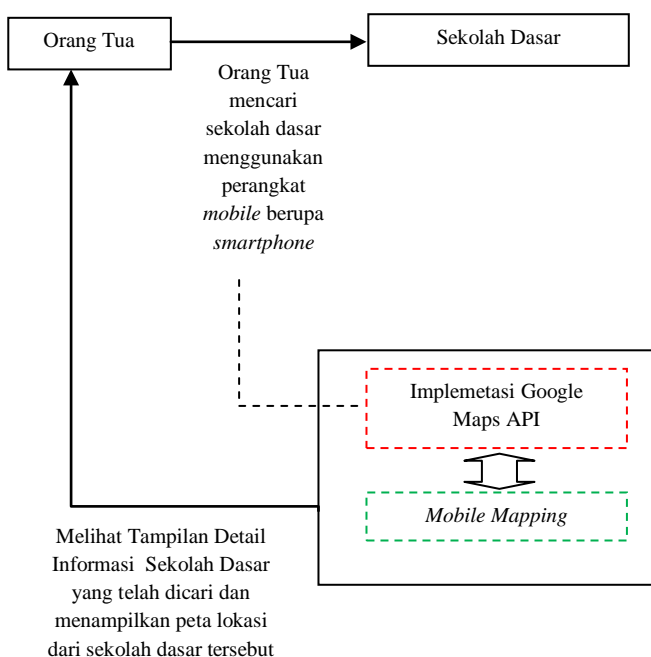 Orang Tua
Sekolah Dasar
Orang Tua
mencari
sekolah dasar
menggunakan
perangkat
mobile berupa
smartphone
Implemetasi Google
Maps API
Mobile Mapping
Melihat Tampilan Detail
Informasi Sekolah Dasar
yang telah dicari dan
menampilkan peta lokasi
dari sekolah dasar tersebut